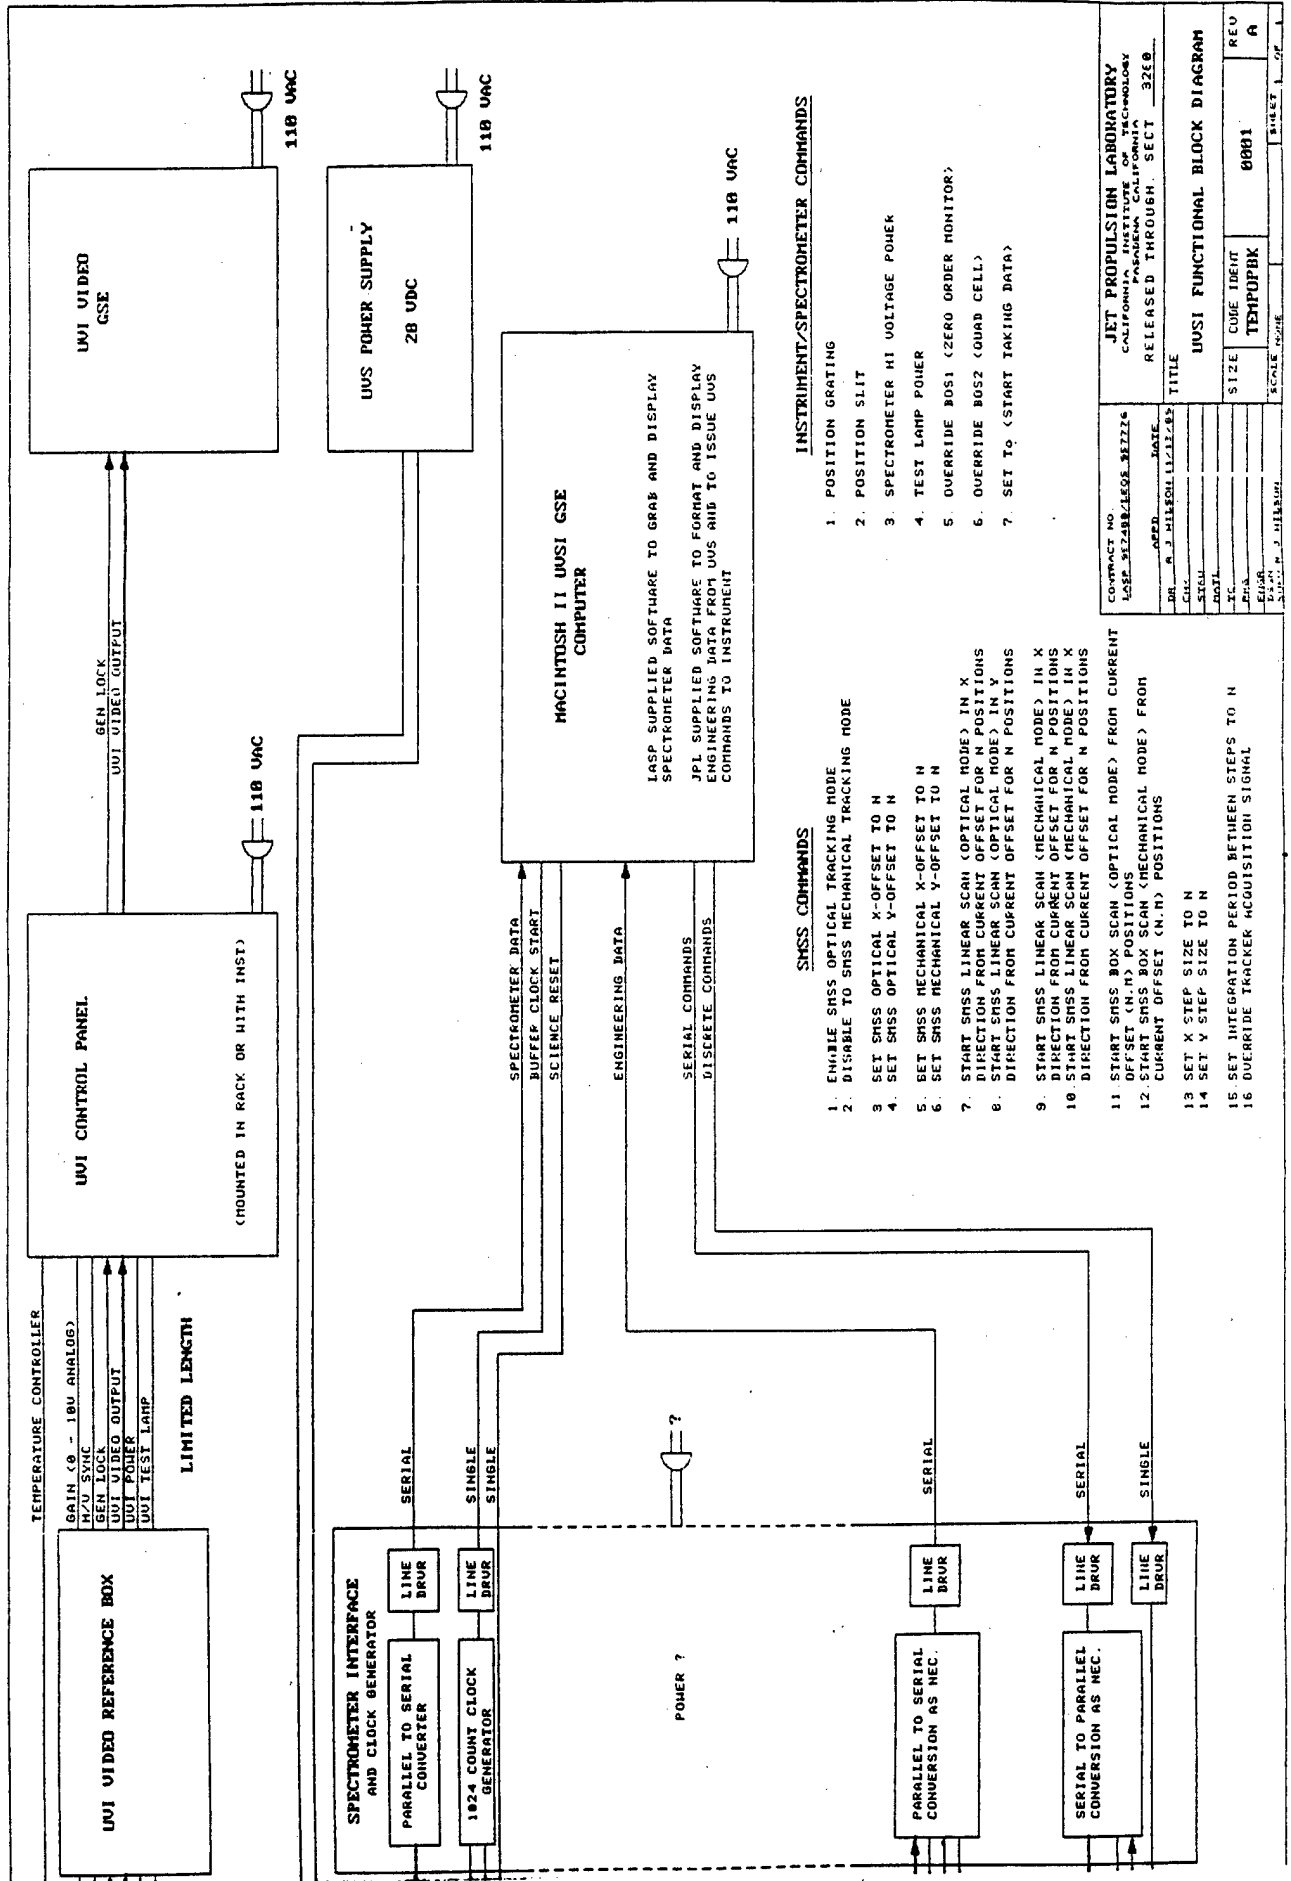 TEMPERATURE CONTROLLER
GAIN (0 - 10V ANALOG)
H/V SYNC
GEN LOCK
UVI VIDEO OUTPUT
UVI POWER
UVI TEST LAMP
LIMITED LENGTH
UVI VIDEO REFERENCE BOX
UVI CONTROL PANEL
(MOUNTED IN RACK OR WITH INST)
110 VAC
GEN LOCK
UVI VIDEO OUTPUT
UVI VIDEO
GSE
110 VAC
UVS POWER SUPPLY
28 VDC
110 VAC
SPECTROMETER INTERFACE
AND CLOCK GENERATOR
PARALLEL TO SERIAL
CONVERTER
LINE
DRVR
SERIAL
1024 COUNT CLOCK
GENERATOR
LINE
DRVR
SINGLE
SINGLE
POWER ?
?
PARALLEL TO SERIAL
CONVERSION AS NEC.
LINE
DRVR
SERIAL
SERIAL TO PARALLEL
CONVERSION AS NEC.
LINE
DRVR
SERIAL
LINE
DRVR
SINGLE
SPECTROMETER DATA
BUFFER CLOCK START
SCIENCE RESET
ENGINEERING DATA
SERIAL COMMANDS
DISCRETE COMMANDS
MACINTOSH II UVSI GSE
COMPUTER
LASP SUPPLIED SOFTWARE TO GRAB AND DISPLAY
SPECTROMETER DATA
JPL SUPPLIED SOFTWARE TO FORMAT AND DISPLAY
ENGINEERING DATA FROM UVS AND TO ISSUE UVS
COMMANDS TO INSTRUMENT
110 VAC
SMSS COMMANDS
1. ENABLE SMSS OPTICAL TRACKING MODE
2. DISABLE TO SMSS MECHANICAL TRACKING MODE
3 SET SMSS OPTICAL X-OFFSET TO N
4. SET SMSS OPTICAL Y-OFFSET TO N
5. SET SMSS MECHANICAL X-OFFSET TO N
6. SET SMSS MECHANICAL Y-OFFSET TO N
7. START SMSS LINEAR SCAN (OPTICAL MODE) IN X
DIRECTION FROM CURRENT OFFSET FOR N POSITIONS
8. START SMSS LINEAR SCAN (OPTICAL MODE) IN Y
DIRECTION FROM CURRENT OFFSET FOR N POSITIONS
9. START SMSS LINEAR SCAN (MECHANICAL MODE) IN X
DIRECTION FROM CURRENT OFFSET FOR N POSITIONS
10. START SMSS LINEAR SCAN (MECHANICAL MODE) IN X
DIRECTION FROM CURRENT OFFSET FOR N POSITIONS
11. START SMSS BOX SCAN (OPTICAL MODE) FROM CURRENT
OFFSET (N.M) POSITIONS
12. START SMSS BOX SCAN (MECHANICAL MODE) FROM
CURRENT OFFSET (N.M) POSITIONS
13 SET X STEP SIZE TO N
14 SET Y STEP SIZE TO N
15. SET INTEGRATION PERIOD BETWEEN STEPS TO N
16 OVERRIDE TRACKER ACQUISITION SIGNAL
INSTRUMENT/SPECTROMETER COMMANDS
1. POSITION GRATING
2. POSITION SLIT
3. SPECTROMETER HI VOLTAGE POWER
4. TEST LAMP POWER
5. OVERRIDE BOS1 (ZERO ORDER MONITOR)
6. OVERRIDE BOS2 (QUAD CELL)
7. SET To (START TAKING DATA)
CONTRACT NO.
LASP 957490/LEOS 957776
APPD DATE
DR R J WILSON
CHK
STRU
MATL
TC
ENGR
JET PROPULSION LABORATORY
CALIFORNIA INSTITUTE OF TECHNOLOGY
PASADENA CALIFORNIA
RELEASED THROUGH SECT 3260
TITLE
UVSI FUNCTIONAL BLOCK DIAGRAM
SIZE
CODE IDENT
TEMPOPBK
0001
REV
A
SCALE NONE
SHEET 1 OF 1